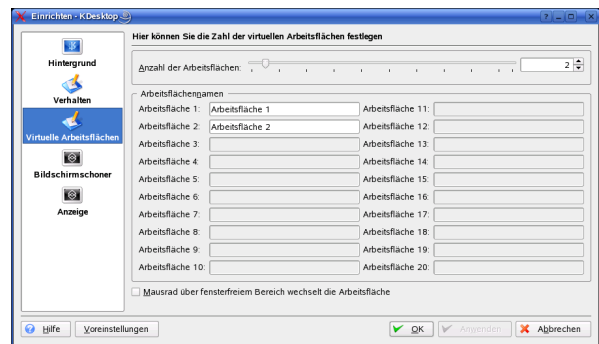 Einrichten - KDesktop
Hintergrund
Verhalten
Virtuelle Arbeitsflächen
Bildschirmschoner
Anzeige
Hier können Sie die Zahl der virtuellen Arbeitsflächen festlegen
Anzahl der Arbeitsflächen: 2
Arbeitsflächennamen
Arbeitsfläche 1: Arbeitsfläche 1 Arbeitsfläche 11:
Arbeitsfläche 2: Arbeitsfläche 2 Arbeitsfläche 12:
Arbeitsfläche 3: Arbeitsfläche 13:
Arbeitsfläche 4: Arbeitsfläche 14:
Arbeitsfläche 5: Arbeitsfläche 15:
Arbeitsfläche 6: Arbeitsfläche 16:
Arbeitsfläche 7: Arbeitsfläche 17:
Arbeitsfläche 8: Arbeitsfläche 18:
Arbeitsfläche 9: Arbeitsfläche 19:
Arbeitsfläche 10: Arbeitsfläche 20:
Mausrad über fensterfreiem Bereich wechselt die Arbeitsfläche
Hilfe Voreinstellungen OK Anwenden Abbrechen